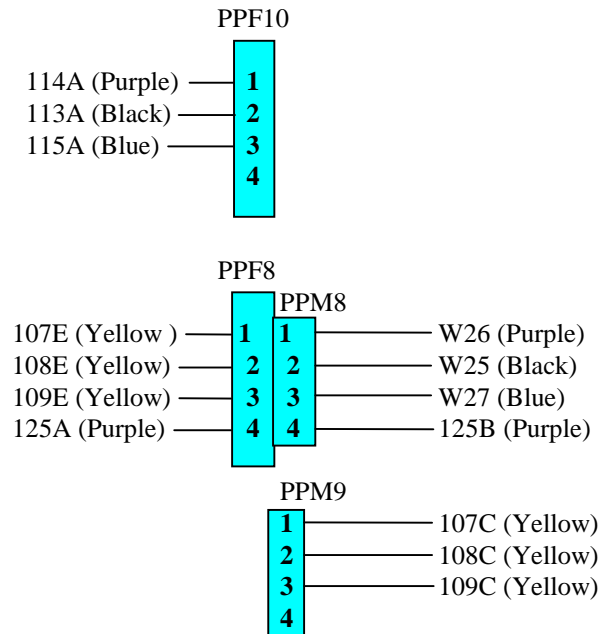 PPF10
114A (Purple) 1
113A (Black) 2
115A (Blue) 3
4
PPF8
PPM8
107E (Yellow ) 1 1 W26 (Purple)
108E (Yellow) 2 2 W25 (Black)
109E (Yellow) 3 3 W27 (Blue)
125A (Purple) 4 4 125B (Purple)
PPM9
1 107C (Yellow)
2 108C (Yellow)
3 109C (Yellow)
4